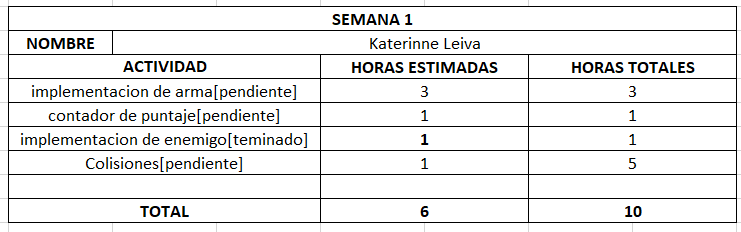 SEMANA 1
NOMBRE Katerinne Leiva
ACTIVIDAD HORAS ESTIMADAS HORAS TOTALES
implementacion de arma[pendiente] 3 3
contador de puntaje[pendiente] 1 1
implementacion de enemigo[teminado] 1 1
Colisiones[pendiente] 1 5
TOTAL 6 10